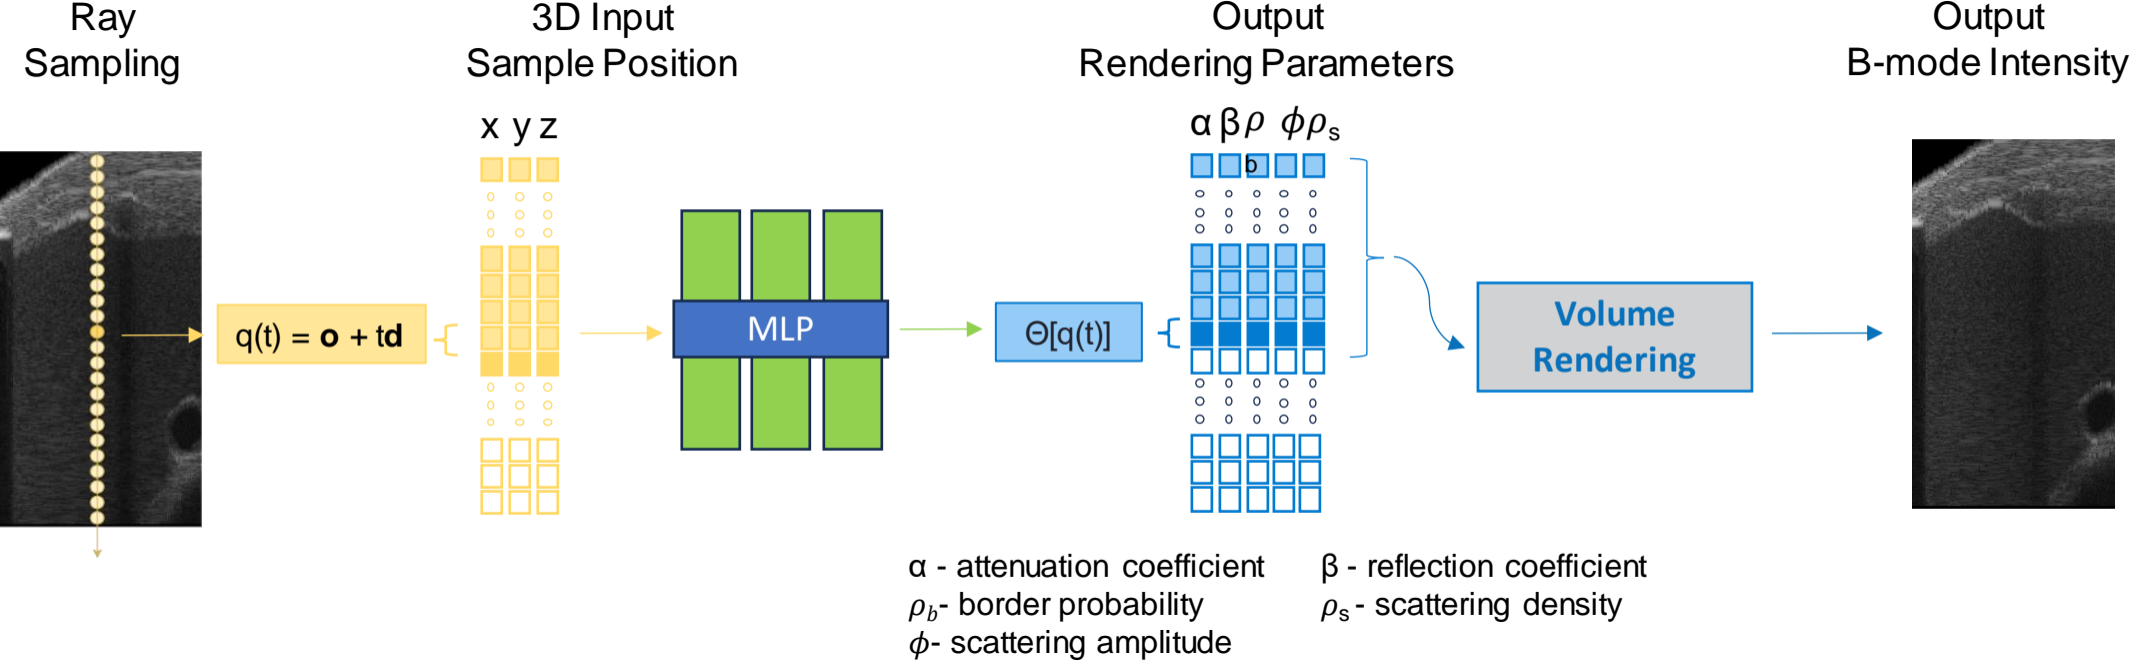 Ray
Sampling
3D Input
Sample Position
Output
Rendering Parameters
Output
B-mode Intensity
x y z
α β ρb ϕ ρs
q(t) = o + td
MLP
Θ[q(t)]
Volume
Rendering
α - attenuation coefficient
β - reflection coefficient
ρb- border probability
ρs - scattering density
ϕ- scattering amplitude